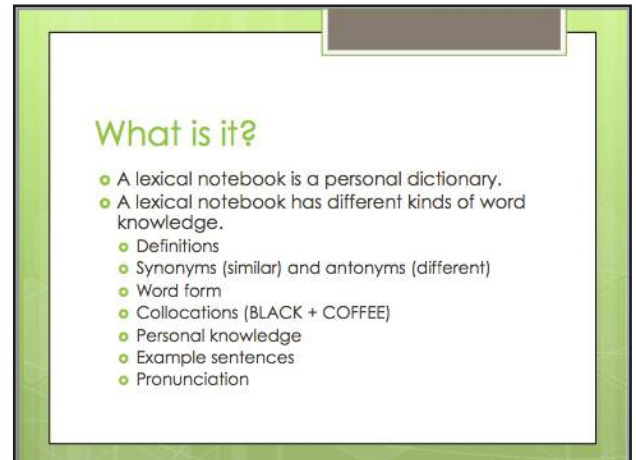 What is it?
A lexical notebook is a personal dictionary.
A lexical notebook has different kinds of word
knowledge.
Definitions
Synonyms (similar) and antonyms (different)
Word form
Collocations (BLACK + COFFEE)
Personal knowledge
Example sentences
Pronunciation